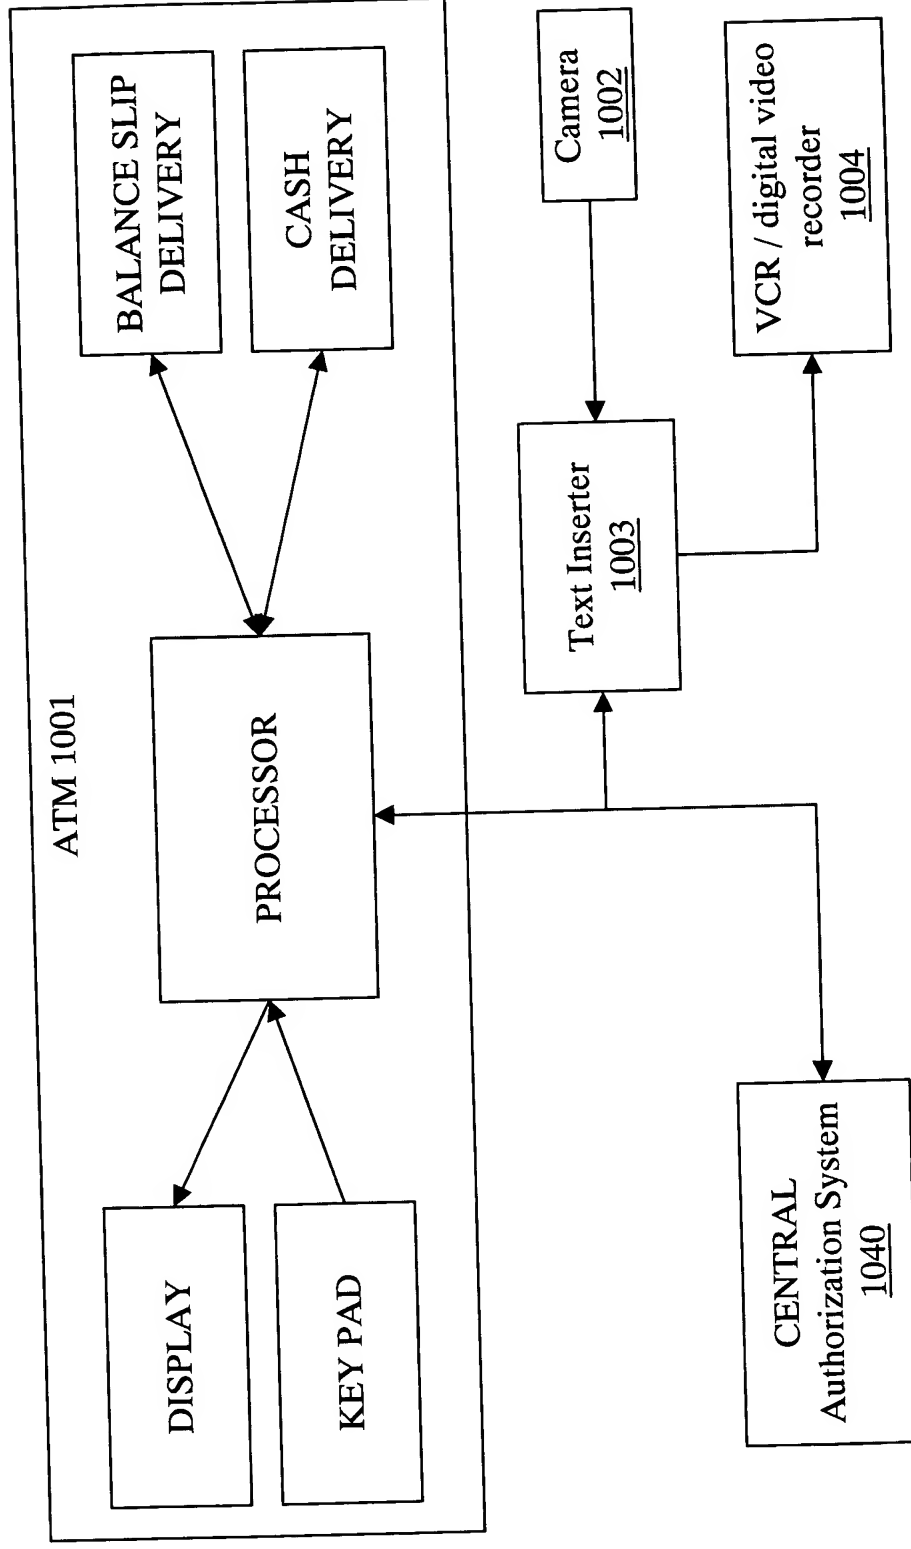 ATM 1001
DISPLAY
KEY PAD
PROCESSOR
BALANCE SLIP
DELIVERY
CASH
DELIVERY
CENTRAL
Authorization System
1040
Text Inserter
1003
Camera
1002
VCR / digital video
recorder
1004